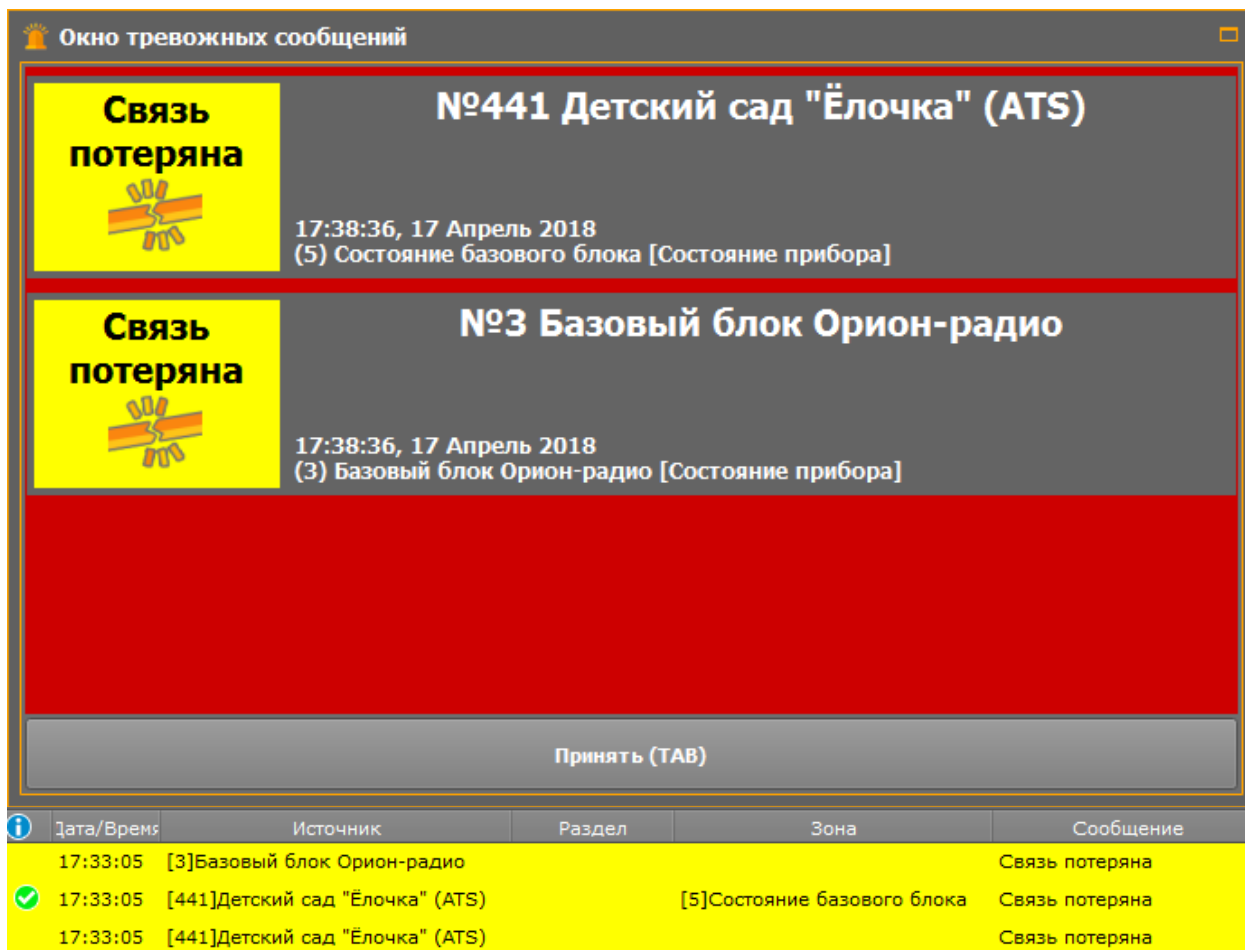 Окно тревожных сообщений
Связь
потеряна
№441 Детский сад "Ёлочка" (ATS)
17:38:36, 17 Апрель 2018
(5) Состояние базового блока [Состояние прибора]
Связь
потеряна
№3 Базовый блок Орион-радио
17:38:36, 17 Апрель 2018
(3) Базовый блок Орион-радио [Состояние прибора]
Принять (TAB)
Дата/Время Источник Раздел Зона Сообщение
17:33:05 [3]Базовый блок Орион-радио Связь потеряна
17:33:05 [441]Детский сад "Ёлочка" (ATS) [5]Состояние базового блока Связь потеряна
17:33:05 [441]Детский сад "Ёлочка" (ATS) Связь потеряна